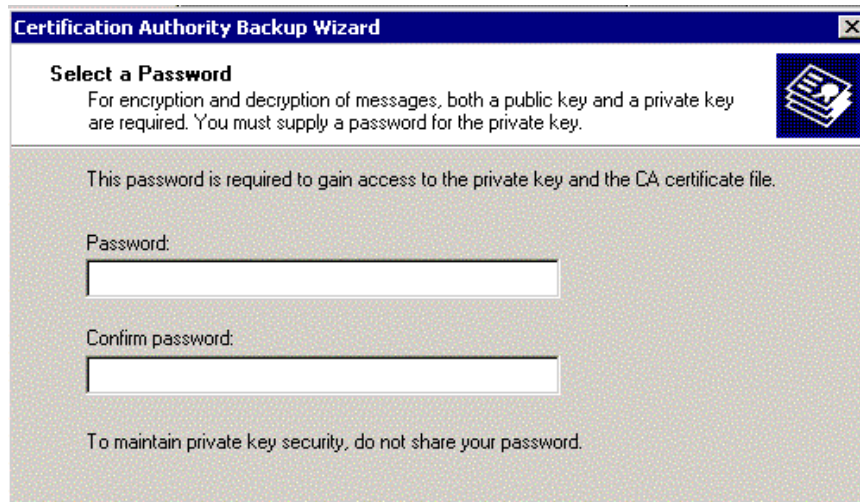 Certification Authority Backup Wizard
Select a Password
For encryption and decryption of messages, both a public key and a private key
are required. You must supply a password for the private key.
This password is required to gain access to the private key and the CA certificate file.
Password:
Confirm password:
To maintain private key security, do not share your password.